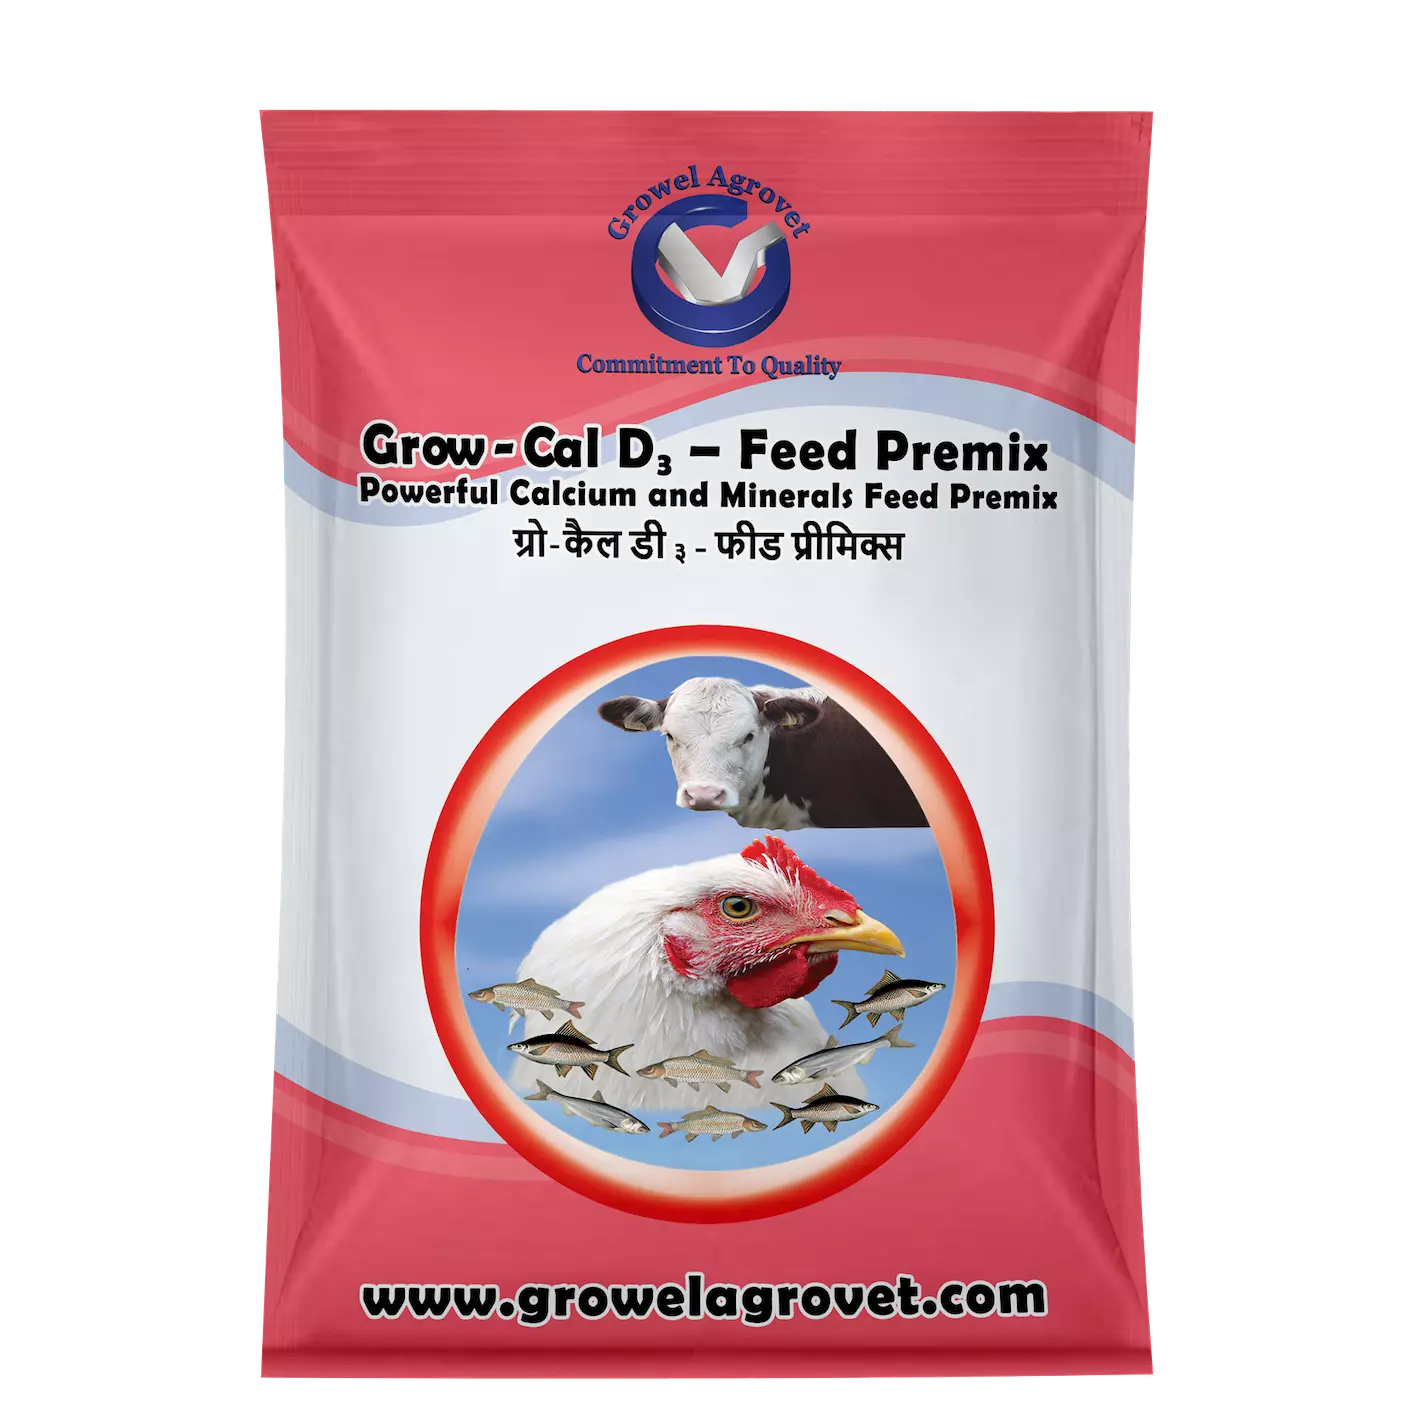 Growel Agrovet
Commitment To Quality
Grow-Cal D₃ – Feed Premix
Powerful Calcium and Minerals Feed Premix
ग्रो-कैल डी ३ - फीड प्रीमिक्स
www.growelagrovet.com